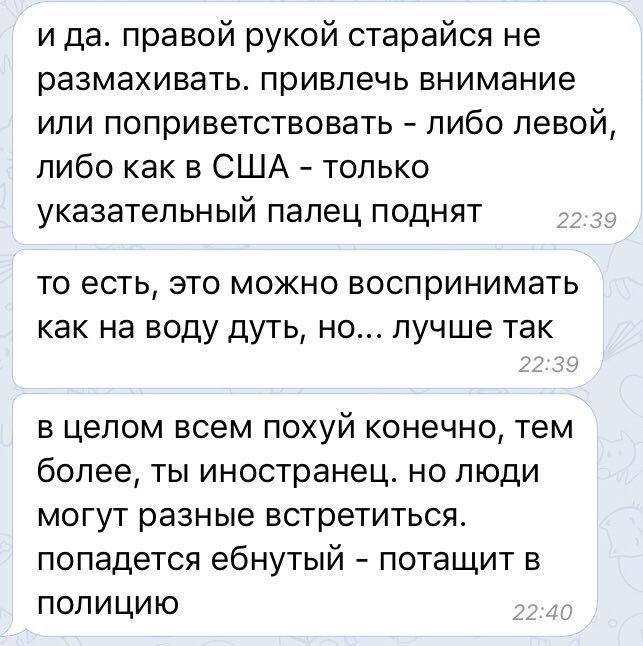 и да. правой рукой старайся не
размахивать. привлечь внимание
или поприветствовать - либо левой,
либо как в США - только
указательный палец поднят
22:39
то есть, это можно воспринимать
как на воду дуть, но... лучше так
22:39
в целом всем похуй конечно, тем
более, ты иностранец. но люди
могут разные встретиться.
попадется ебнутый - потащит в
полицию
22:40